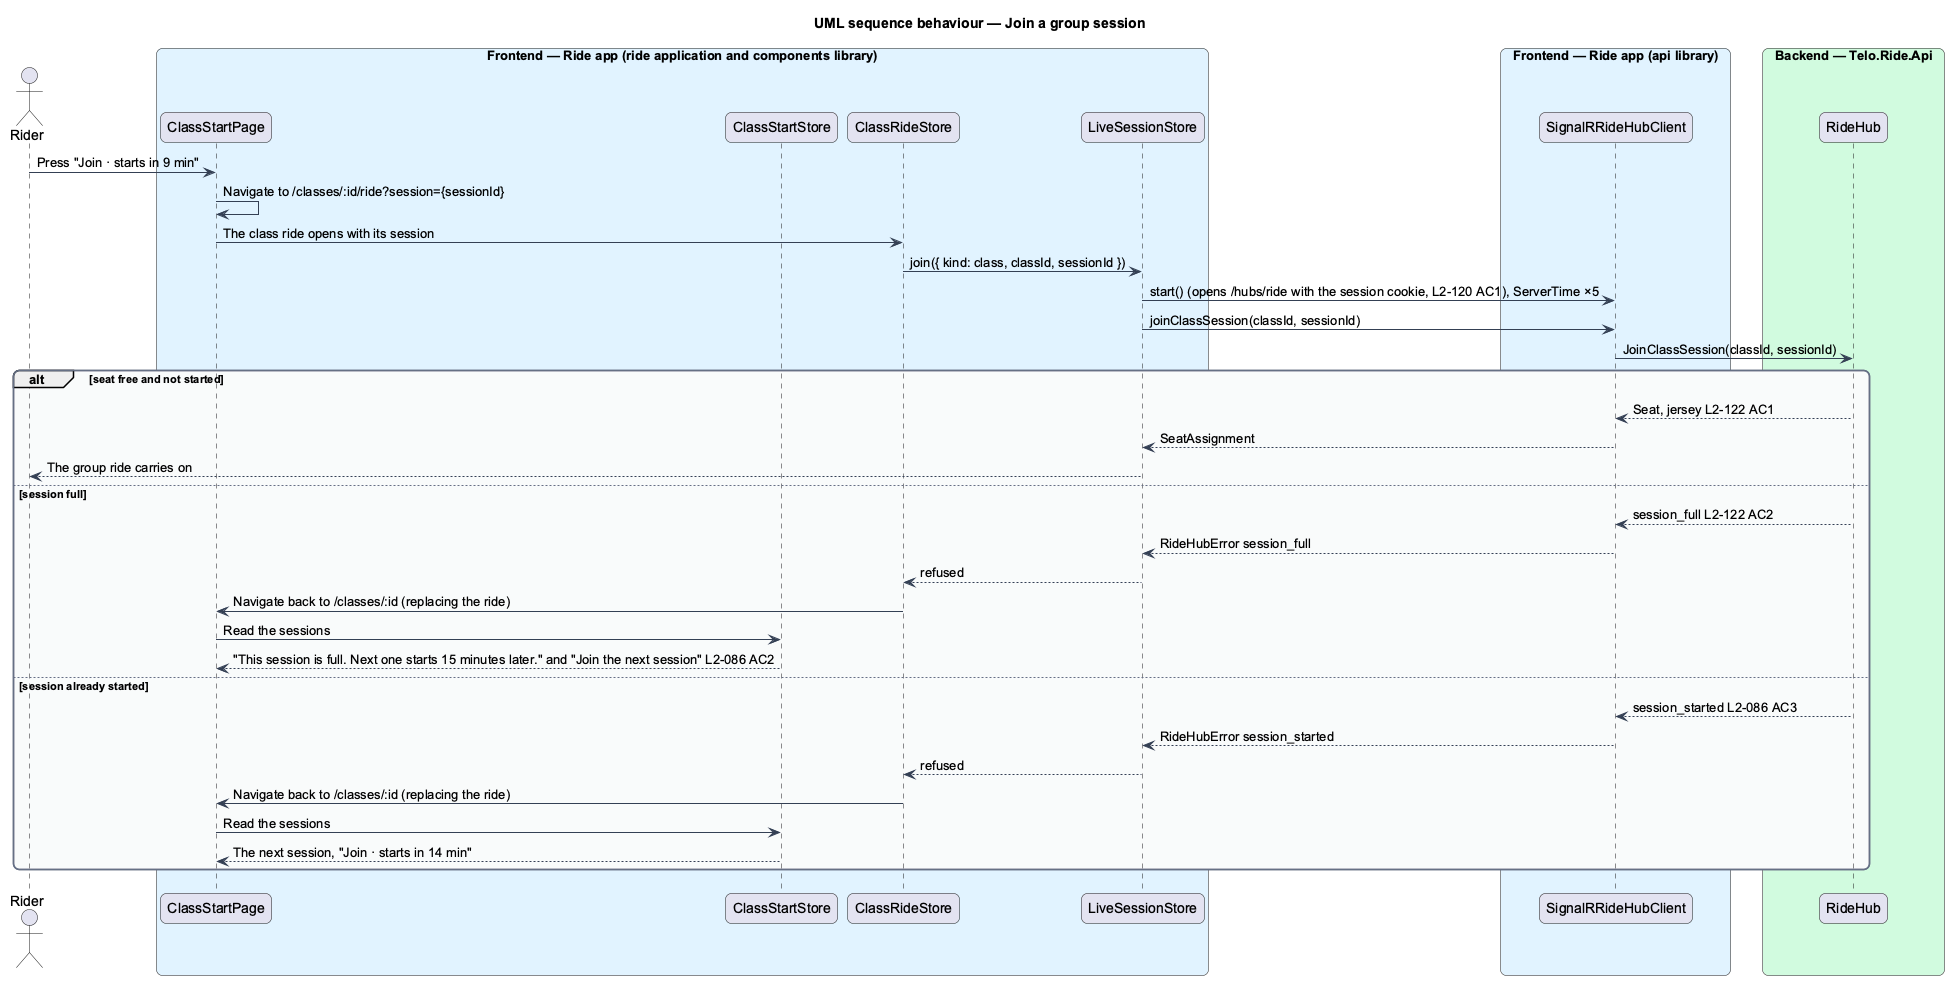 UML sequence behaviour — Join a group session
Frontend — Ride app (ride application and components library)
Frontend — Ride app (api library)
Backend — Telo.Ride.Api
Rider
ClassStartPage
ClassStartStore
ClassRideStore
LiveSessionStore
SignalRRideHubClient
RideHub
Press "Join · starts in 9 min"
Navigate to /classes/:id/ride?session={sessionId}
The class ride opens with its session
join({ kind: class, classId, sessionId })
start() (opens /hubs/ride with the session cookie, L2-120 AC1), ServerTime ×5
joinClassSession(classId, sessionId)
JoinClassSession(classId, sessionId)
alt
[seat free and not started]
Seat, jersey L2-122 AC1
SeatAssignment
The group ride carries on
[session full]
session_full L2-122 AC2
RideHubError session_full
refused
Navigate back to /classes/:id (replacing the ride)
Read the sessions
"This session is full. Next one starts 15 minutes later." and "Join the next session" L2-086 AC2
[session already started]
session_started L2-086 AC3
RideHubError session_started
refused
Navigate back to /classes/:id (replacing the ride)
Read the sessions
The next session, "Join · starts in 14 min"
Rider
ClassStartPage
ClassStartStore
ClassRideStore
LiveSessionStore
SignalRRideHubClient
RideHub